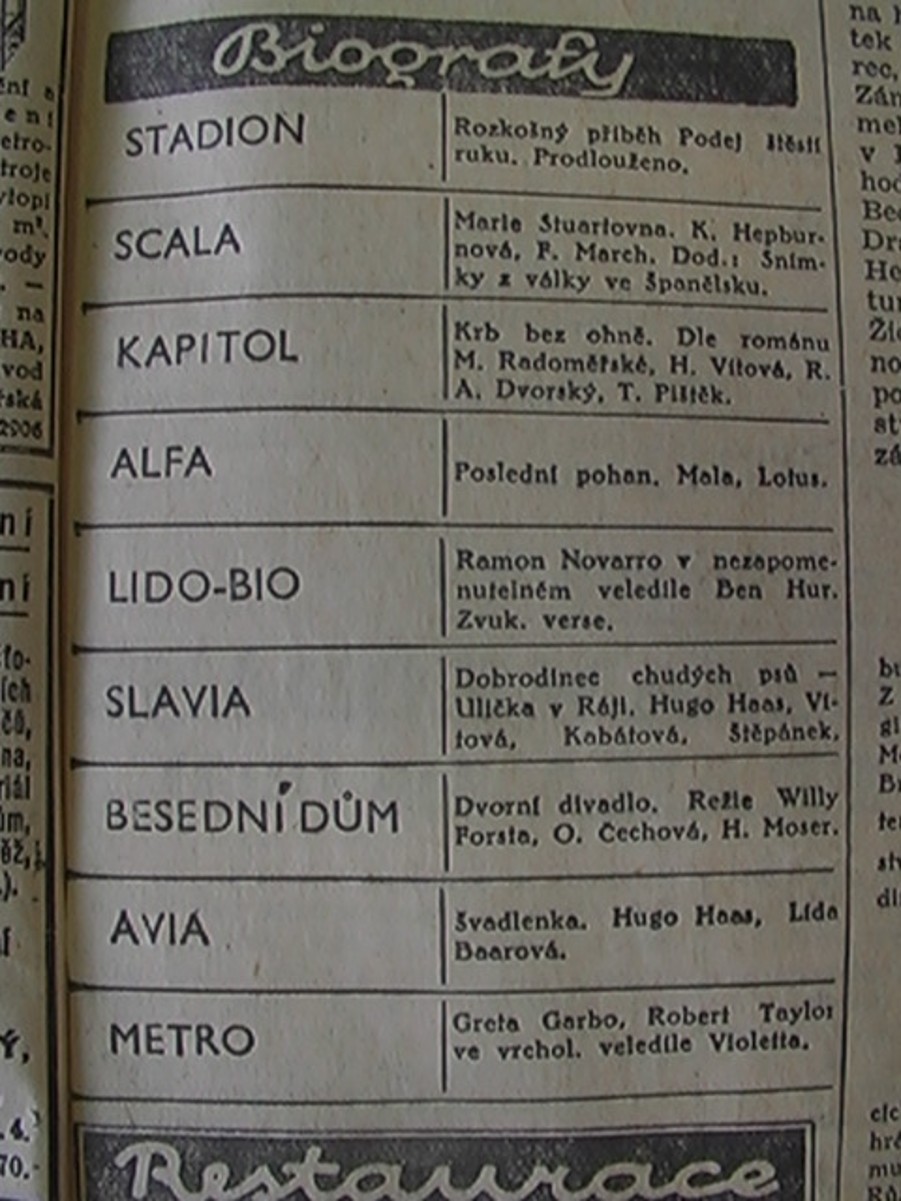 Biografy
STADION
Rozkošný příběh Podej štěstí
ruku. Prodlouženo.
SCALA
Marie Stuartovna. K. Hepbur-
nová, F. March. Dod.: Sním-
ky z války ve Španělsku.
KAPITOL
Krb bez ohně. Dle románu
M. Radoměřské, H. Vítová, R.
A. Dvorský, T. Pištěk.
ALFA
Poslední pohan. Mala, Lotus.
LIDO-BIO
Ramon Novarro v nezapome-
nutelném veledíle Ben Hur.
Zvuk. verse.
SLAVIA
Dobrodinec chudých psů —
Ulička v Ráji. Hugo Haas, Ví-
tová, Kabátová, Štěpánek,
BESEDNÍ DŮM
Dvorní divadlo. Režie Willy
Forsta, O. Čechová, H. Moser.
AVIA
Švadlenka. Hugo Haas, Lída
Baarová.
METRO
Greta Garbo, Robert Taylor
ve vrchol. veledíle Violetta.
Restaurace